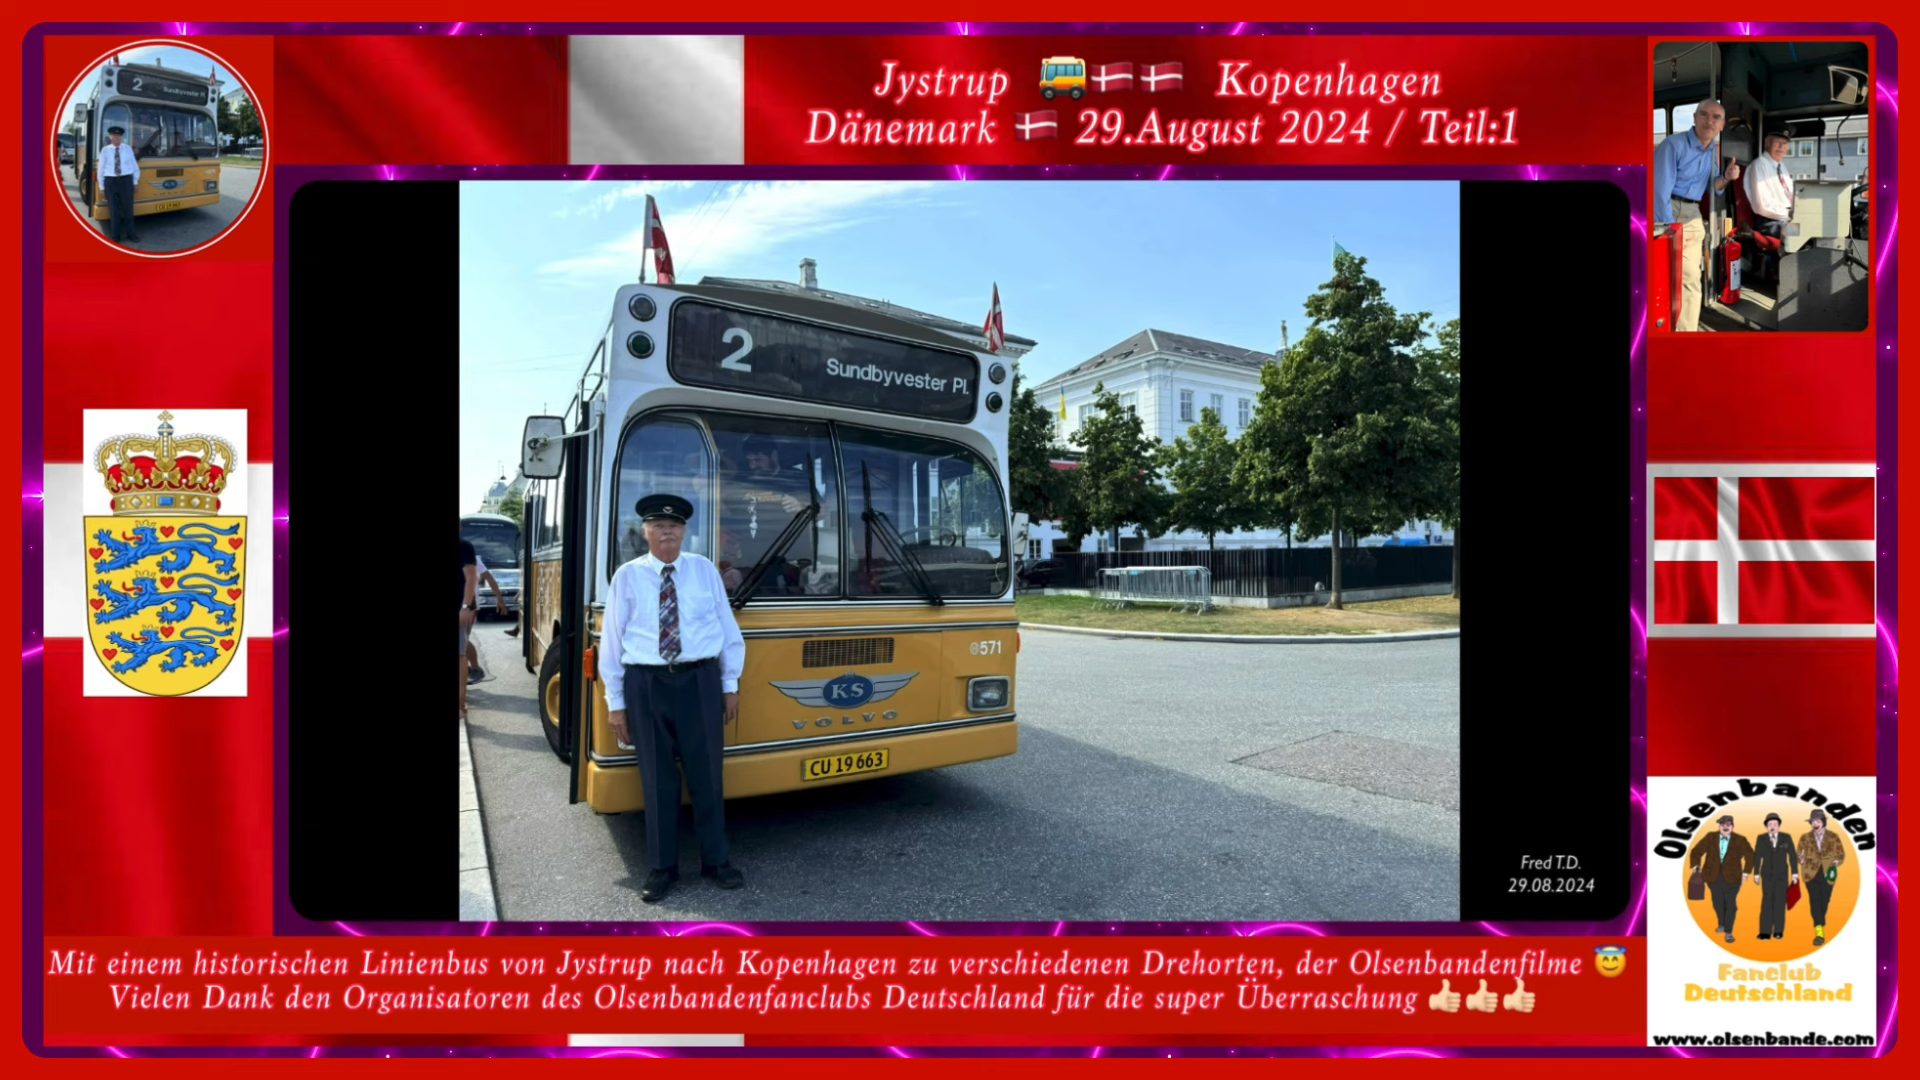 Jystrup 🚌🇩🇰🇩🇰 Kopenhagen
Dänemark 🇩🇰 29.August 2024 / Teil:1
2 Sundbyvester Pl.
571
KS
VOLVO
CU 19 663
Fred T.D.
29.08.2024
Olsenbanden
Fanclub
Deutschland
www.olsenbande.com
Mit einem historischen Linienbus von Jystrup nach Kopenhagen zu verschiedenen Drehorten, der Olsenbandenfilme 😇
Vielen Dank den Organisatoren des Olsenbandenfanclubs Deutschland für die super Überraschung 👍🏻👍🏻👍🏻